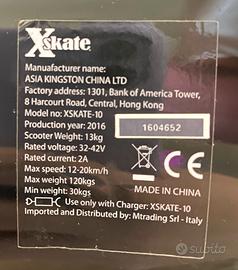 Xskate
Manufacturer name:
ASIA KINGSTON CHINA LTD
Factory address: 1301, Bank of America Tower,
8 Harcourt Road, Central, Hong Kong
Model: XSKATE-10
Production year: 2016
Scooter Weight: 13kg
Rated voltage: 32-42V
Rated current: 2A
Max speed: 12-20km/h
Max weight: 120kgs
Min weight: 30kgs
1604652
CE
MADE IN CHINA
Use only with Charger: XSKATE-10
Imported and Distributed by: Mtrading Srl - Italy
subito